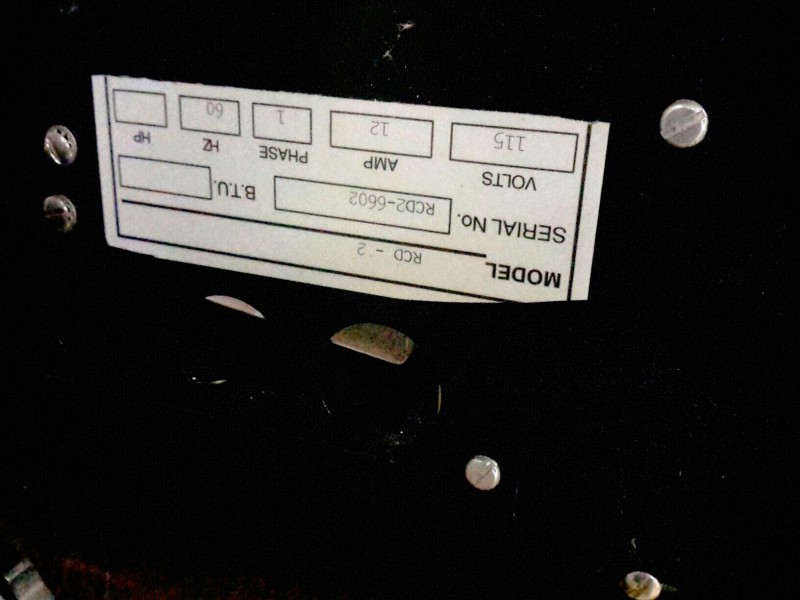 MODEL RCD - 2
SERIAL No. RCD2-6602 B.T.U.
VOLTS AMP PHASE HZ HP
115 12 1 60